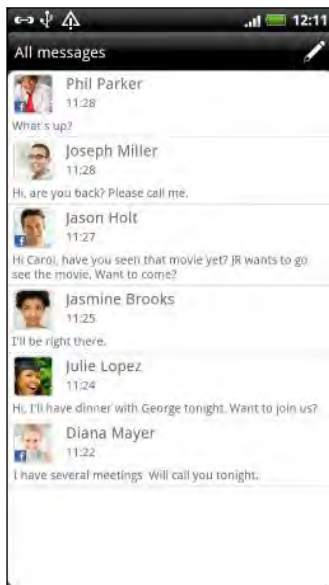 12:11
All messages
Phil Parker
11:28
What's up?
Joseph Miller
11:28
Hi, are you back? Please call me.
Jason Holt
11:27
Hi Carol, have you seen that movie yet? JR wants to go
see the movie. Want to come?
Jasmine Brooks
11:25
I'll be right there.
Julie Lopez
11:24
Hi, I'll have dinner with George tonight. Want to join us?
Diana Mayer
11:22
I have several meetings Will call you tonight.